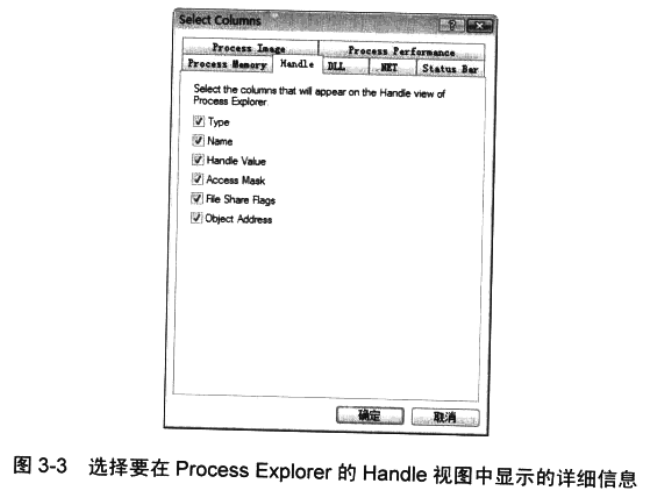 Select Columns
Process Image
Process Performance
Process Memory
Handle
DLL
.NET
Status Bar
Select the columns that will appear on the Handle view of
Process Explorer.
Type
Name
Handle Value
Access Mask
File Share Flags
Object Address
确定
取消
图 3-3 选择要在 Process Explorer 的 Handle 视图中显示的详细信息